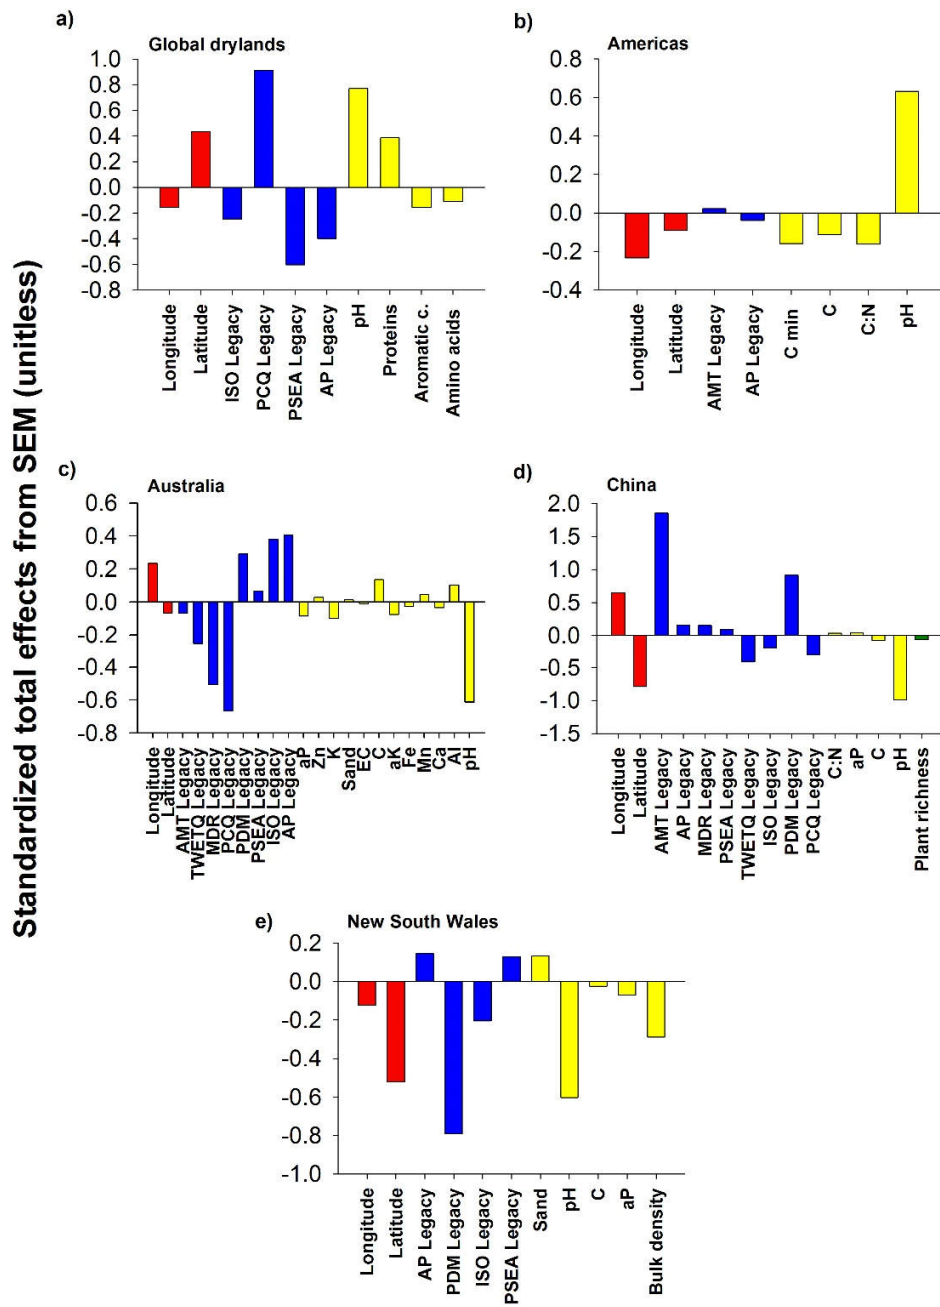 Standardized total effects from SEM (unitless)
a)
Global drylands
1.0
0.8
0.6
0.4
0.2
0.0
-0.2
-0.4
-0.6
-0.8
Longitude
Latitude
ISO Legacy
PCQ Legacy
PSEA Legacy
AP Legacy
pH
Proteins
Aromatic c.
Amino acids
b)
Americas
0.8
0.6
0.4
0.2
0.0
-0.2
-0.4
Longitude
Latitude
AMT Legacy
AP Legacy
C min
C
C:N
pH
c)
Australia
0.6
0.4
0.2
0.0
-0.2
-0.4
-0.6
-0.8
Longitude
Latitude
AMT Legacy
TWETQ Legacy
MDR Legacy
PCQ Legacy
PDM Legacy
PSEA Legacy
ISO Legacy
AP Legacy
aP
Zn
K
Sand
EC
C
aK
Fe
Mn
Ca
Al
pH
d)
China
2.0
1.5
1.0
0.5
0.0
-0.5
-1.0
-1.5
Longitude
Latitude
AMT Legacy
AP Legacy
MDR Legacy
PSEA Legacy
TWETQ Legacy
ISO Legacy
PDM Legacy
PCQ Legacy
C:N
aP
C
pH
Plant richness
e)
New South Wales
0.2
0.0
-0.2
-0.4
-0.6
-0.8
-1.0
Longitude
Latitude
AP Legacy
PDM Legacy
ISO Legacy
PSEA Legacy
Sand
pH
C
aP
Bulk density